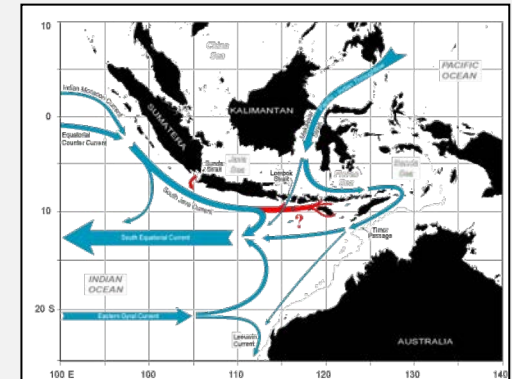 10
0
10
20 S
100 E
100
110
120
130
140
China
Sea
PACIFIC
OCEAN
Indian Monsoon Current
Equatorial
Counter Current
SUMATERA
KALIMANTAN
Sunda
Strait
Java
Sea
Lombok
Strait
Flores
Sea
Banda
Sea
South Java Current
?
Timor
Passage
South Equatorial Current
INDIAN
OCEAN
Eastern Gyral Current
Leeuwin
Current
AUSTRALIA